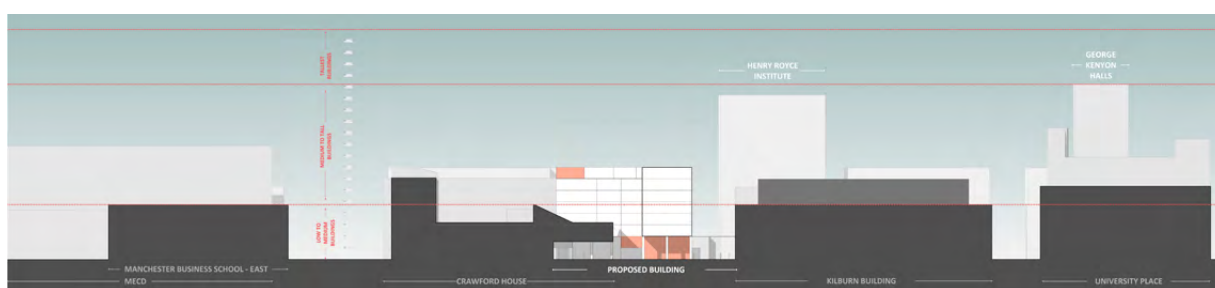 TALLEST
BUILDINGS
MEDIUM TO TALL
BUILDINGS
LOW TO
MEDIUM
BUILDINGS
HENRY ROYCE
INSTITUTE
GEORGE
KENYON
HALLS
MANCHESTER BUSINESS SCHOOL - EAST
MECD
CRAWFORD HOUSE
PROPOSED BUILDING
KILBURN BUILDING
UNIVERSITY PLACE